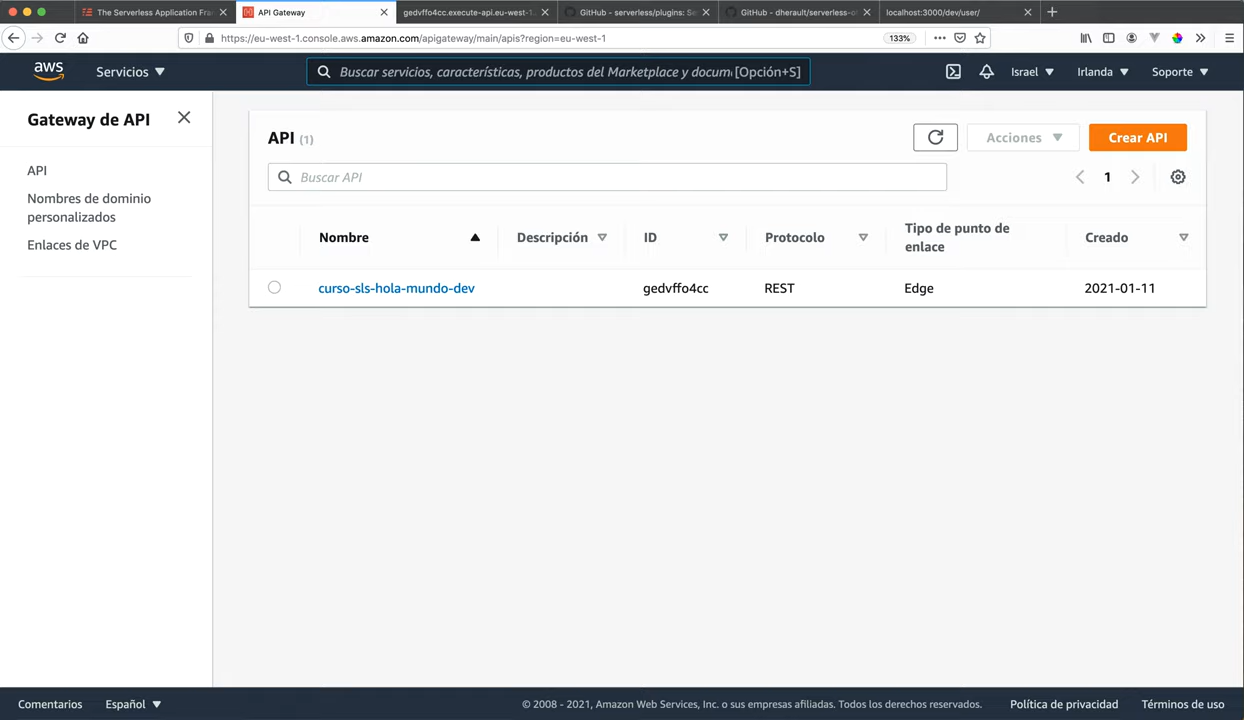 The Serverless Application Fra
API Gateway
gedvffo4cc.execute-api.eu-west-1.
GitHub - serverless/plugins: Se
GitHub - dherault/serverless-of
localhost:3000/dev/user/
https://eu-west-1.console.aws.amazon.com/apigateway/main/apis?region=eu-west-1
133%
aws
Servicios
Buscar servicios, características, productos del Marketplace y docum [Opción+S]
Israel
Irlanda
Soporte
Gateway de API
API
Nombres de dominio
personalizados
Enlaces de VPC
API (1)
Acciones
Crear API
Buscar API
1
Nombre
Descripción
ID
Protocolo
Tipo de punto de
enlace
Creado
curso-sls-hola-mundo-dev
gedvffo4cc
REST
Edge
2021-01-11
Comentarios
Español
© 2008 - 2021, Amazon Web Services, Inc. o sus empresas afiliadas. Todos los derechos reservados.
Política de privacidad
Términos de uso